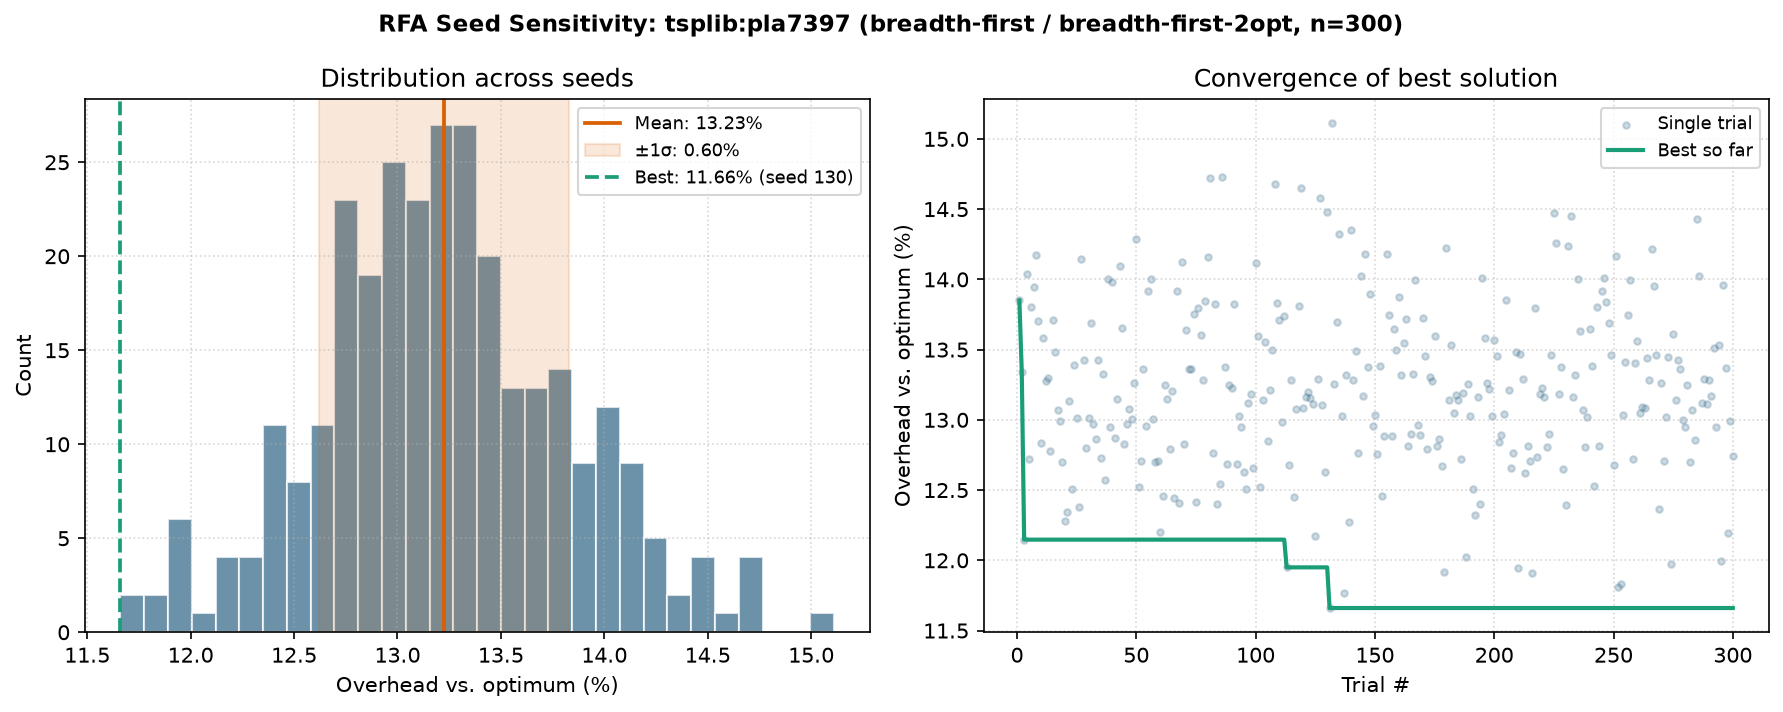 RFA Seed Sensitivity: tsplib:pla7397 (breadth-first / breadth-first-2opt, n=300)
Distribution across seeds
Mean: 13.23%
±1σ: 0.60%
Best: 11.66% (seed 130)
Count
0
5
10
15
20
25
11.5 12.0 12.5 13.0 13.5 14.0 14.5 15.0
Overhead vs. optimum (%)
Convergence of best solution
Single trial
Best so far
Overhead vs. optimum (%)
15.0
14.5
14.0
13.5
13.0
12.5
12.0
11.5
0 50 100 150 200 250 300
Trial #